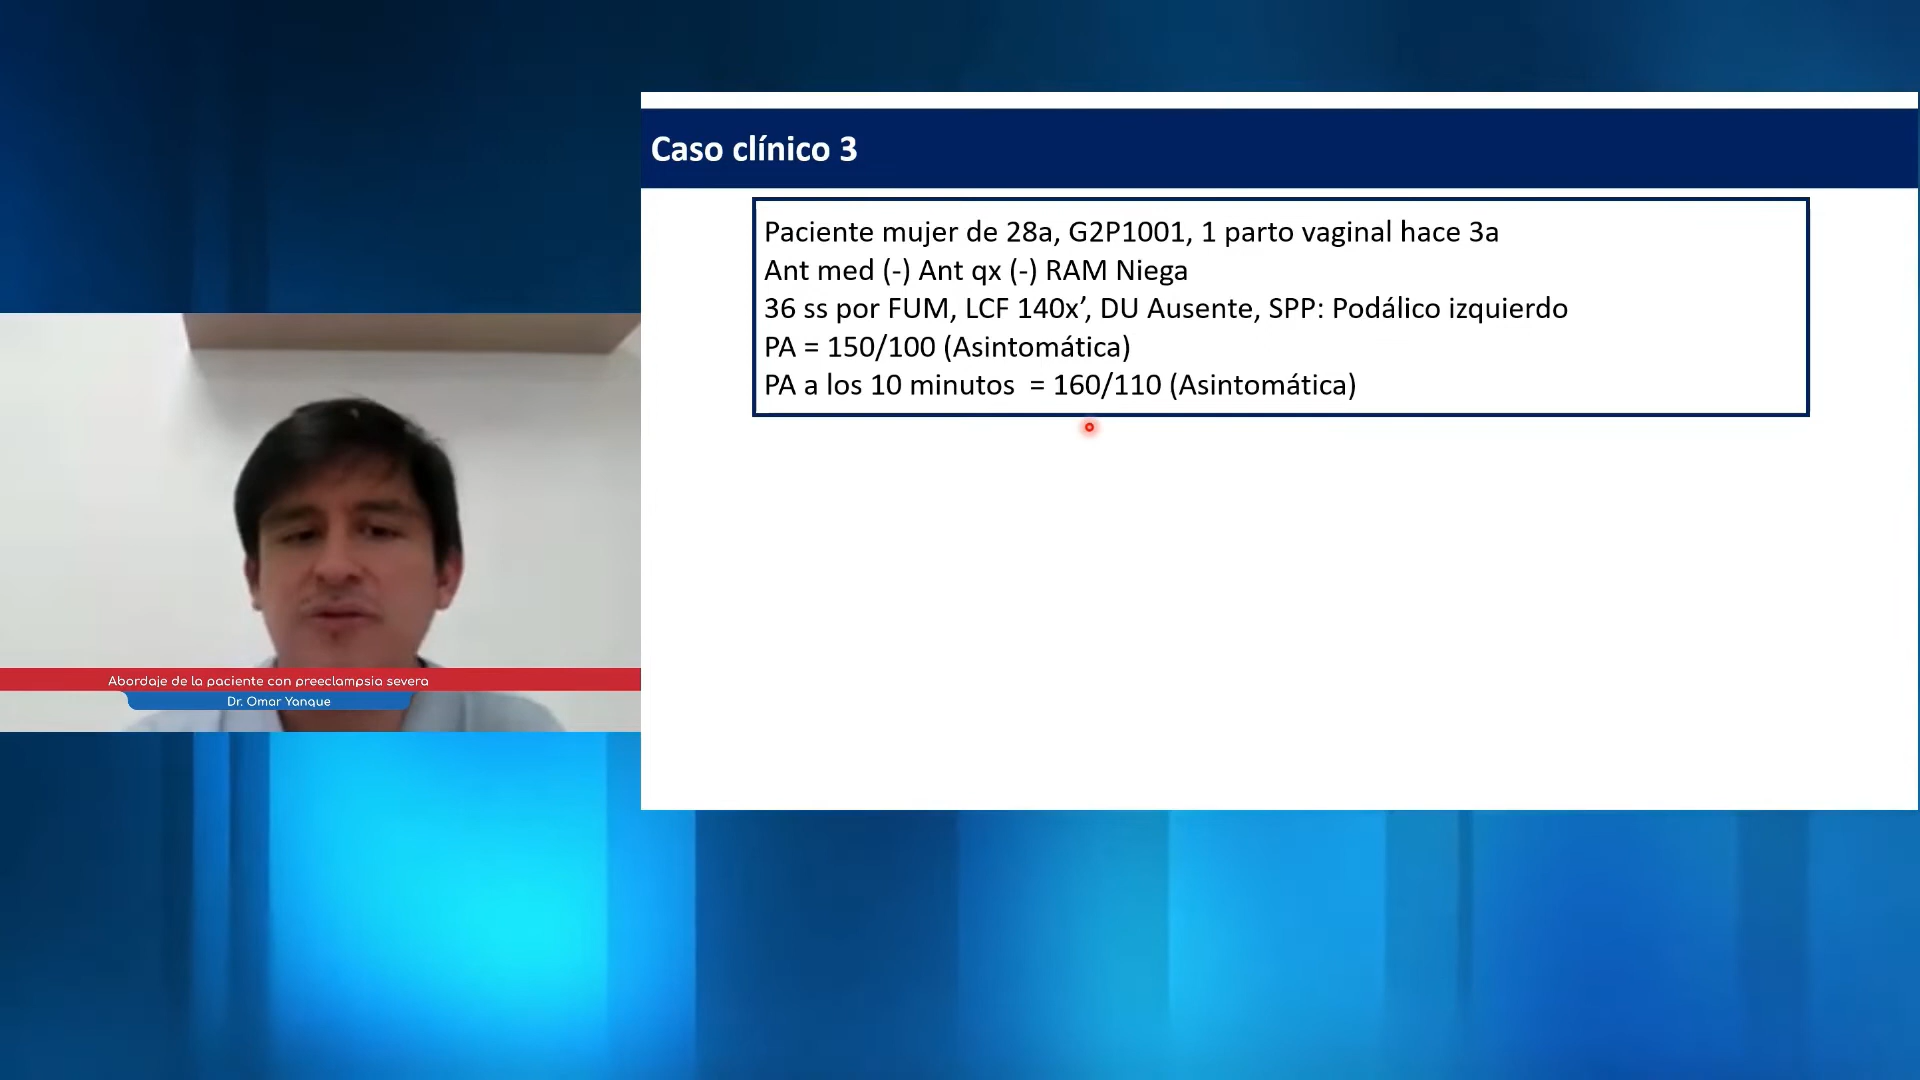 Caso clínico 3
Paciente mujer de 28a, G2P1001, 1 parto vaginal hace 3a
Ant med (-) Ant qx (-) RAM Niega
36 ss por FUM, LCF 140x’, DU Ausente, SPP: Podálico izquierdo
PA = 150/100 (Asintomática)
PA a los 10 minutos  = 160/110 (Asintomática)
Abordaje de la paciente con preeclampsia severa
Dr. Omar Yanque